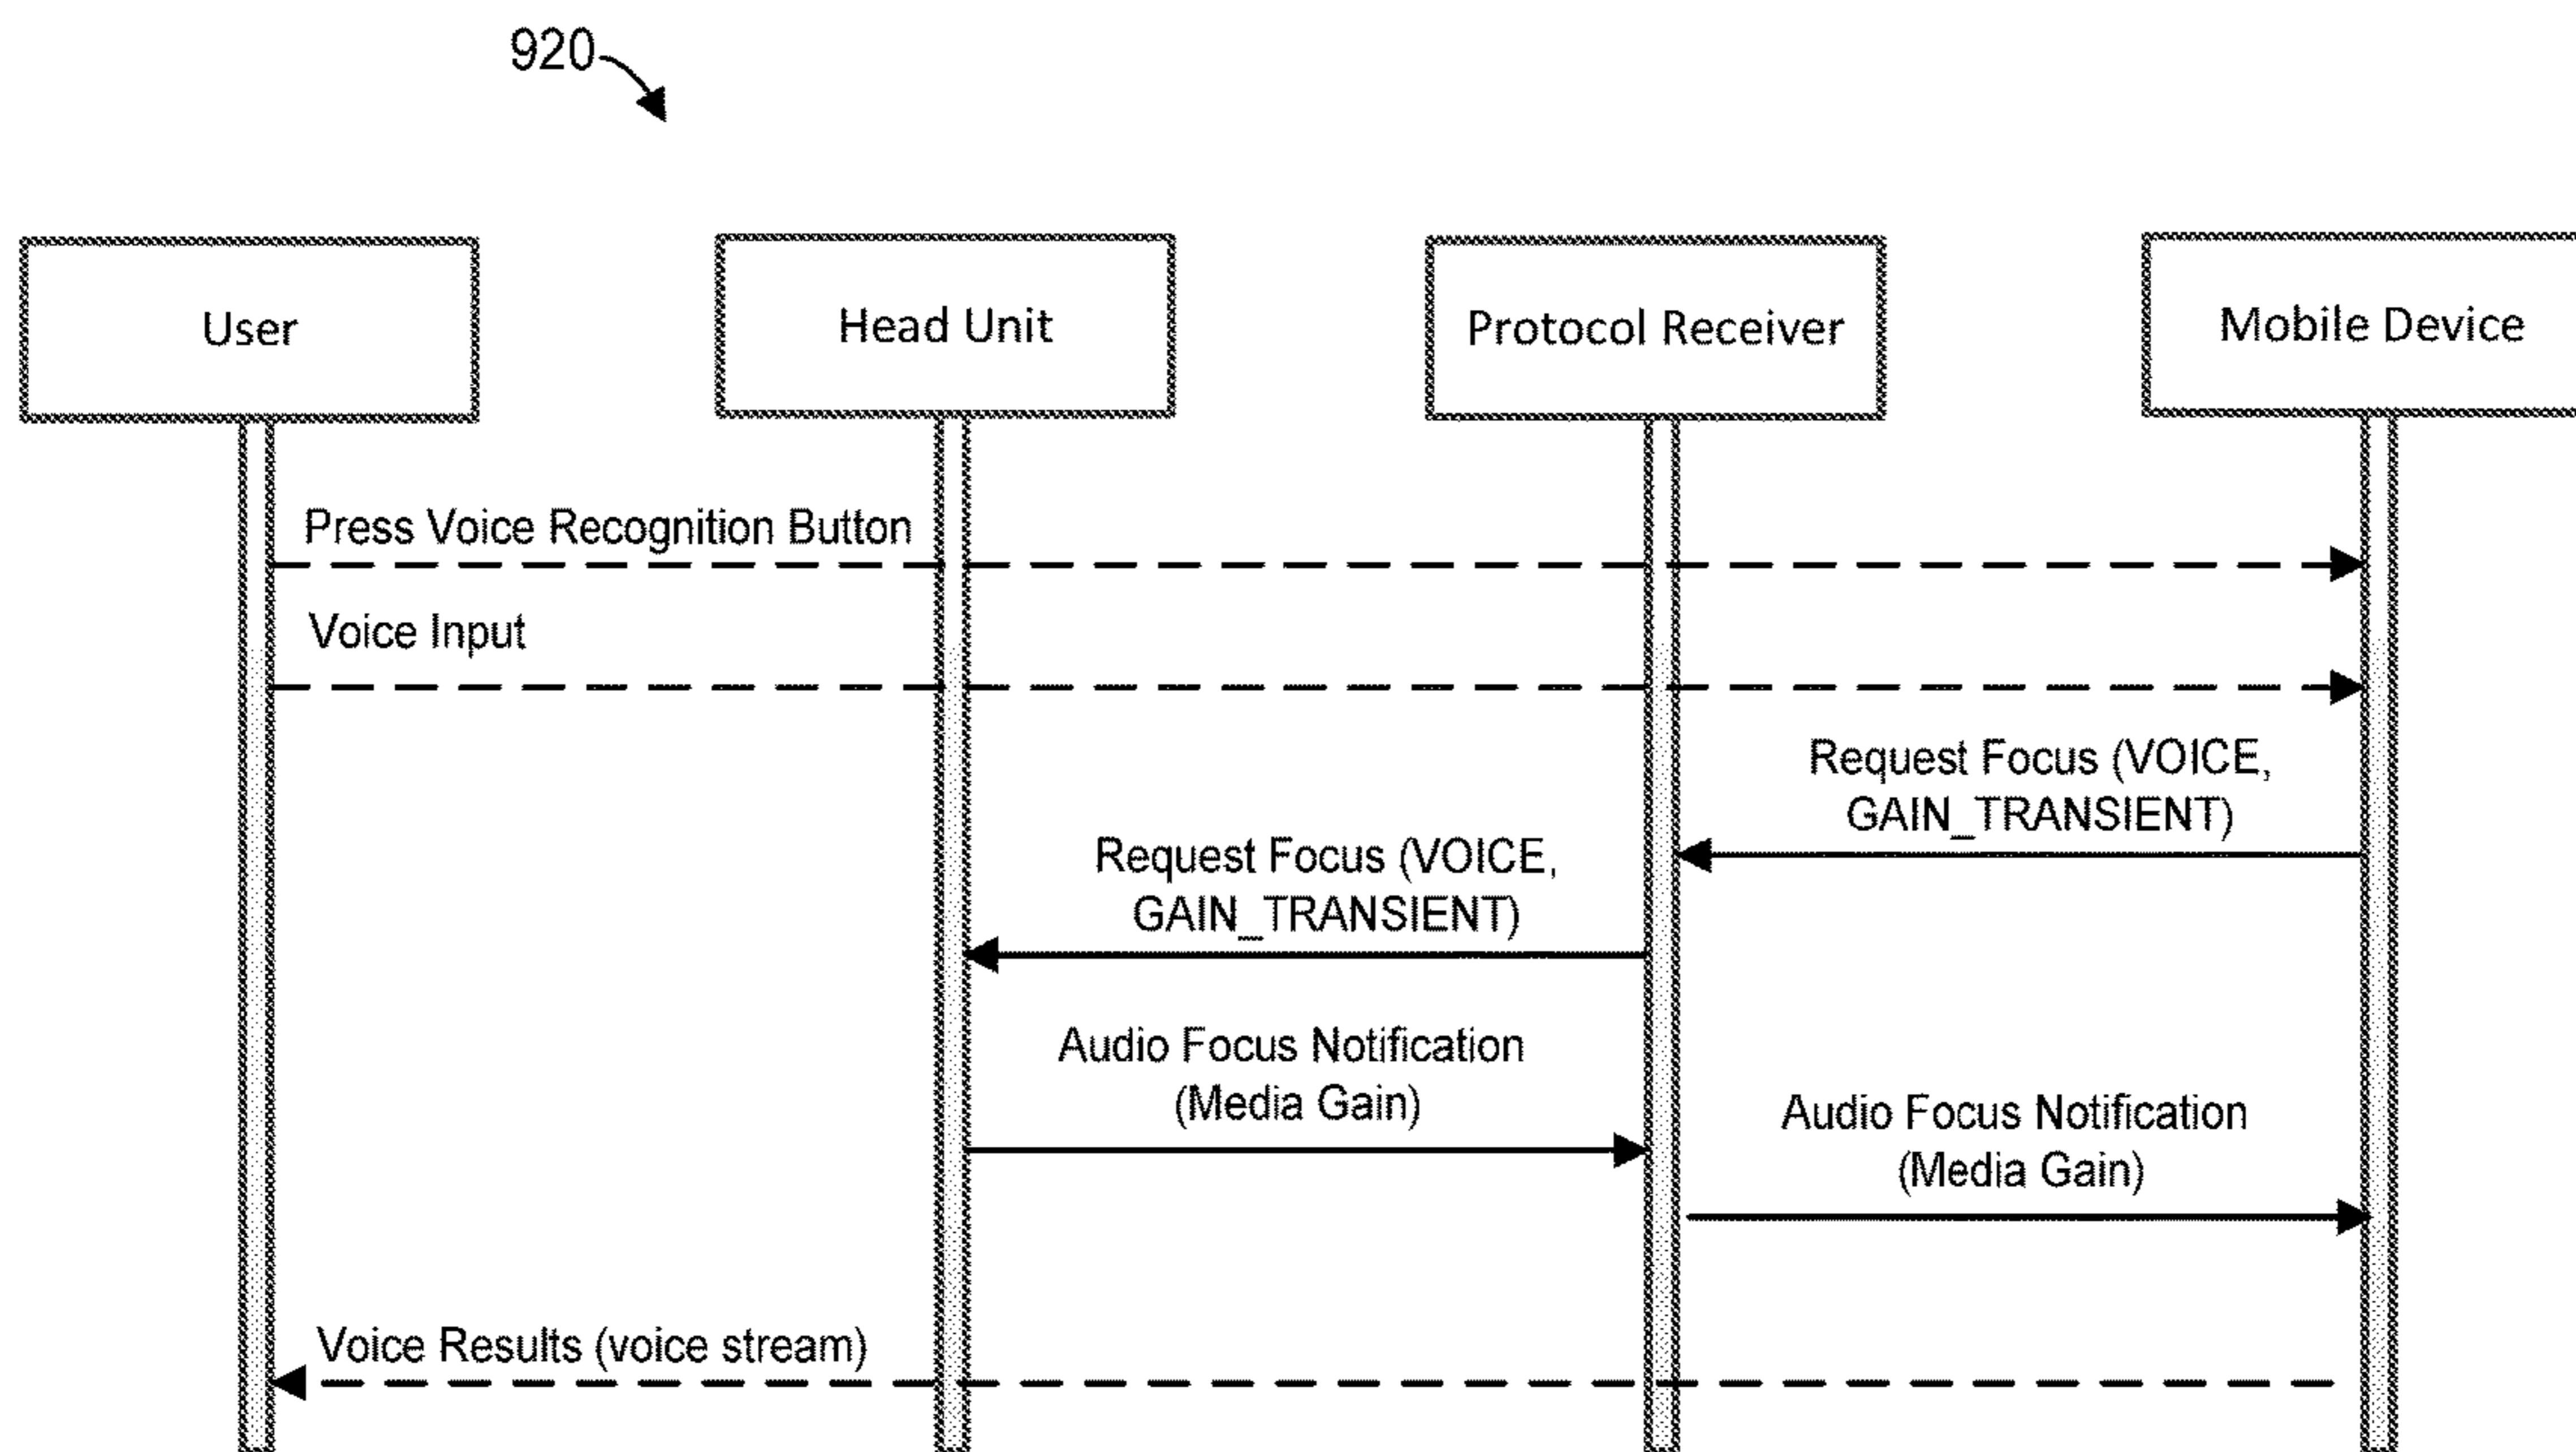 920
User
Head Unit
Protocol Receiver
Mobile Device
Press Voice Recognition Button
Voice Input
Request Focus (VOICE,
GAIN_TRANSIENT)
Request Focus (VOICE,
GAIN_TRANSIENT)
Audio Focus Notification
(Media Gain)
Audio Focus Notification
(Media Gain)
Voice Results (voice stream)